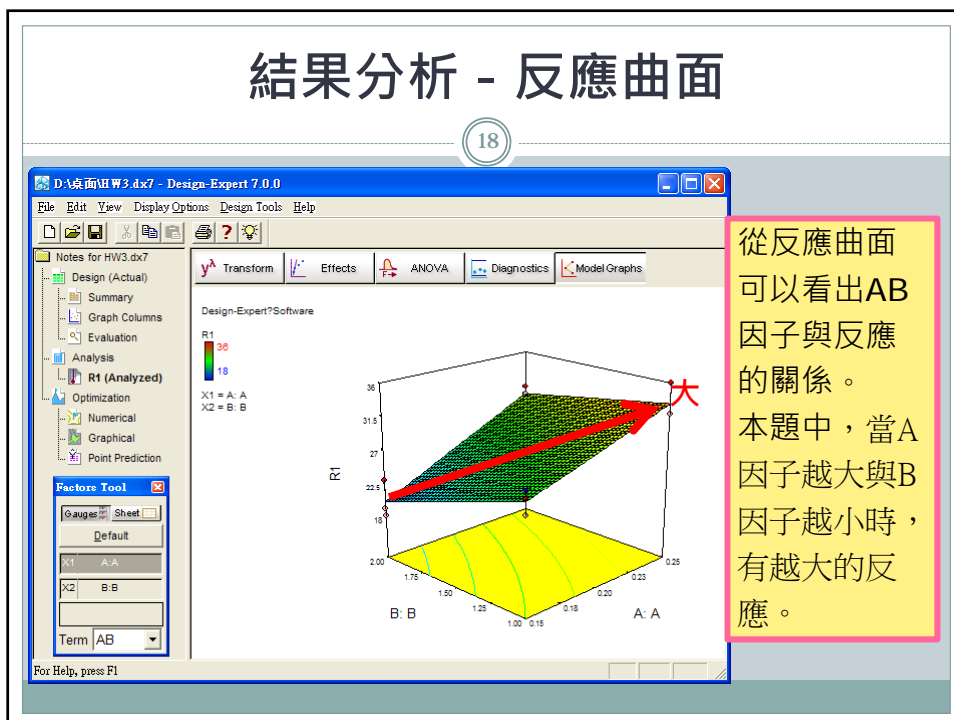 結果分析 - 反應曲面
18
D:\桌面\HW3.dx7 - Design-Expert 7.0.0
File Edit View Display Options Design Tools Help
Notes for HW3.dx7
Design (Actual)
Summary
Graph Columns
Evaluation
Analysis
R1 (Analyzed)
Optimization
Numerical
Graphical
Point Prediction
Factors Tool
Gauges Sheet
Default
X1 A:A
X2 B:B
Term AB
yλ Transform Effects F ANOVA Diagnostics Model Graphs
Design-Expert?Software
R1
36
18
X1 = A: A
X2 = B: B
36
31.5
27
22.5
18
R1
大
2.00
1.75
1.50
1.25
1.00
B: B
0.15
0.18
0.20
0.23
0.25
A: A
For Help, press F1
從反應曲面
可以看出AB
因子與反應
的關係。
本題中，當A
因子越大與B
因子越小時，
有越大的反
應。